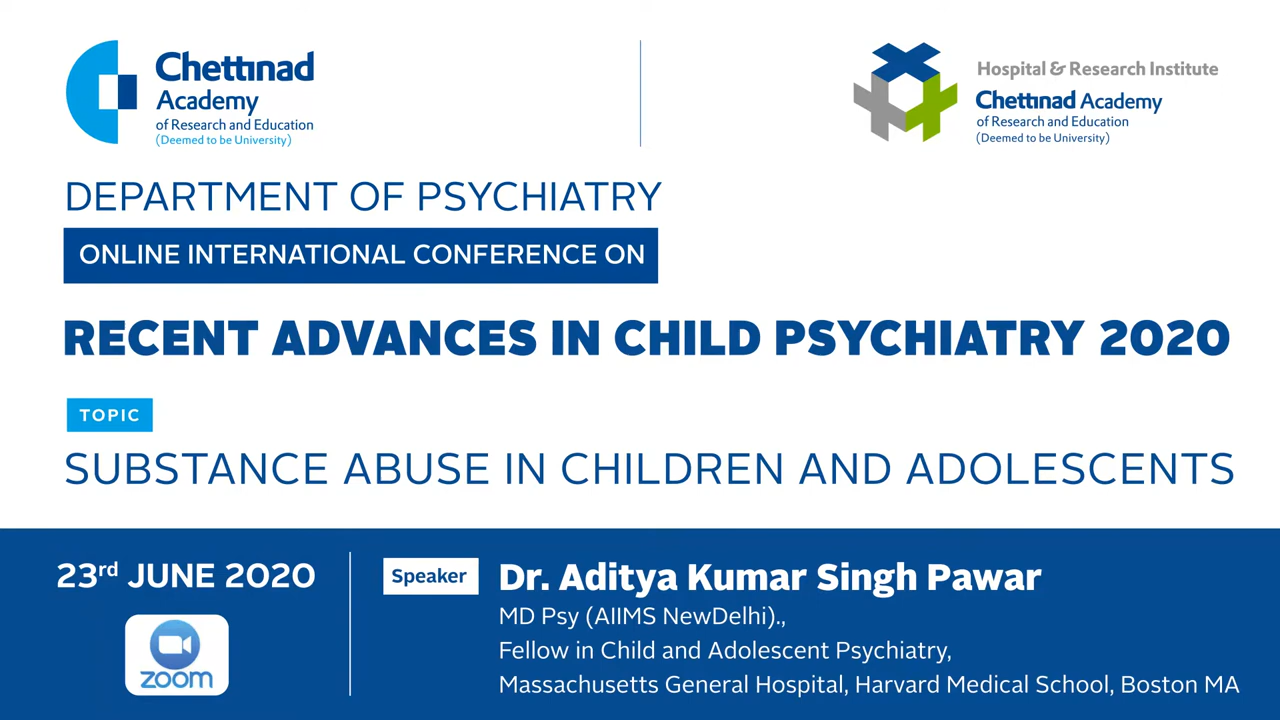 Chettinad
Academy
of Research and Education
(Deemed to be University)
Hospital & Research Institute
Chettinad Academy
of Research and Education
(Deemed to be University)
DEPARTMENT OF PSYCHIATRY
ONLINE INTERNATIONAL CONFERENCE ON
RECENT ADVANCES IN CHILD PSYCHIATRY 2020
TOPIC
SUBSTANCE ABUSE IN CHILDREN AND ADOLESCENTS
23rd JUNE 2020
zoom
Speaker
Dr. Aditya Kumar Singh Pawar
MD Psy (AIIMS NewDelhi).,
Fellow in Child and Adolescent Psychiatry,
Massachusetts General Hospital, Harvard Medical School, Boston MA